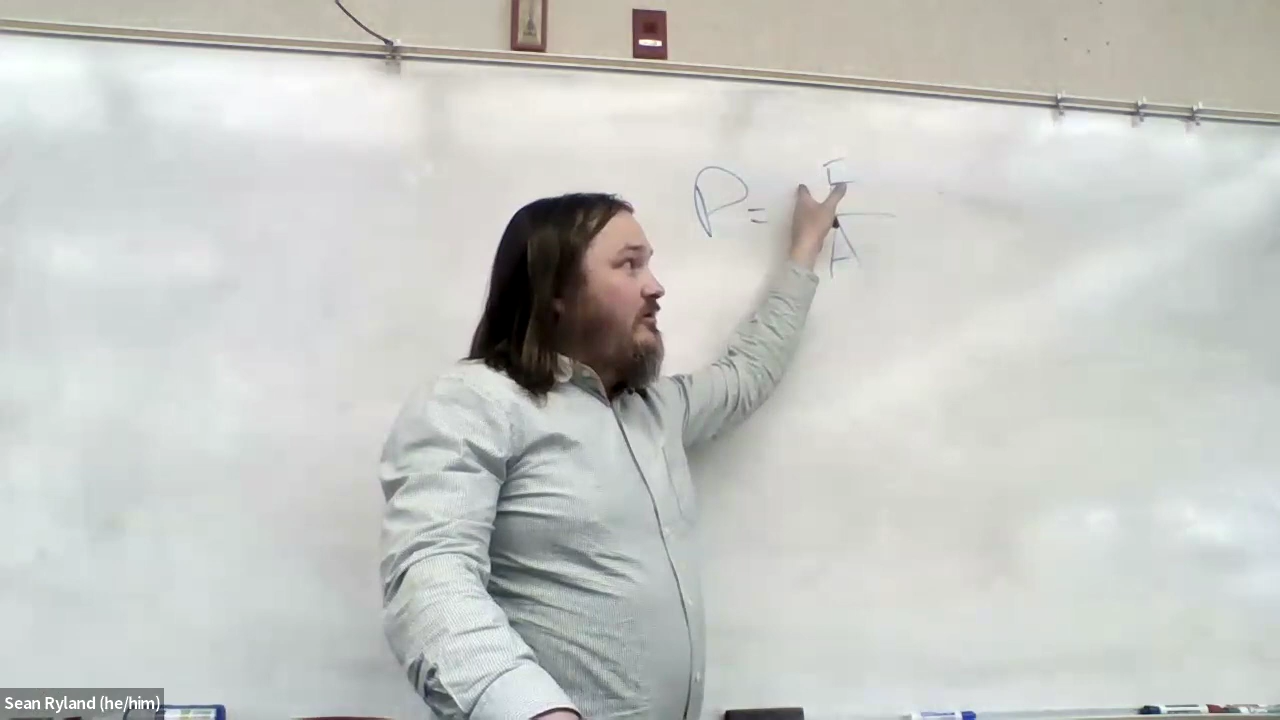 P = F
A
Sean Ryland (he/him)